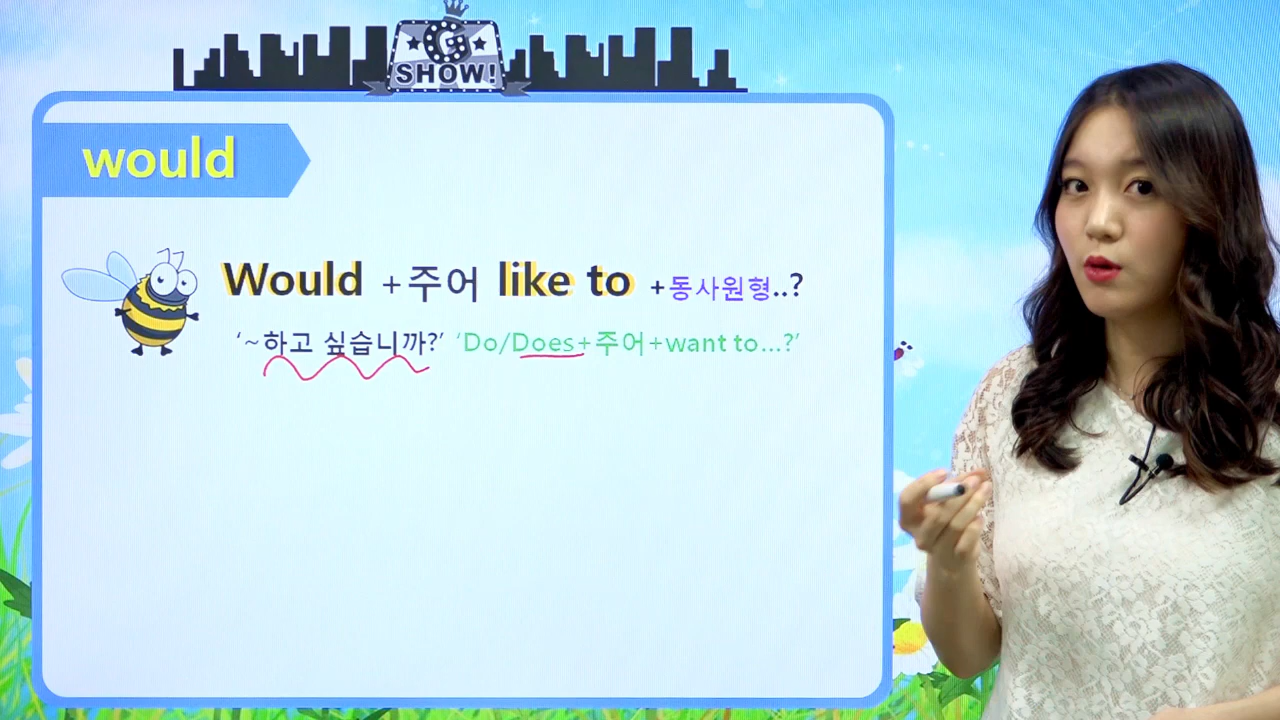 G
SHOW!
would
Would +주어 like to +동사원형..?
‘~하고 싶습니까?’ ‘Do/Does+주어+want to...?’